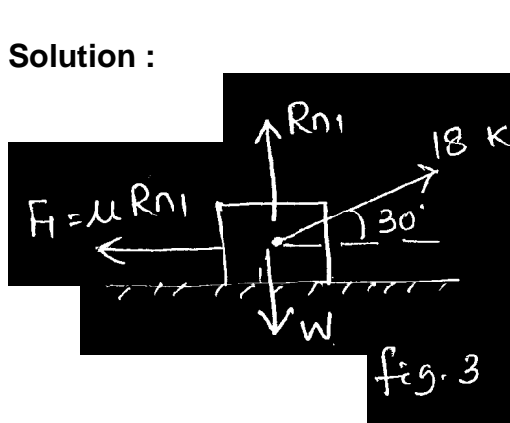 Solution :
Rn1
18 K
F1 = μ Rn1
30°
W
fig. 3